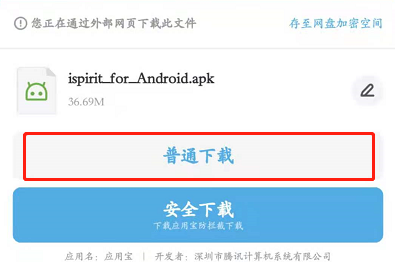 您正在通过外部网页下载此文件 存至网盘加密空间
ispirit_for_Android.apk
36.69M
普通下载
安全下载
下载应用宝防拦截下载
应用名：应用宝 | 开发者：深圳市腾讯计算机系统有限公司